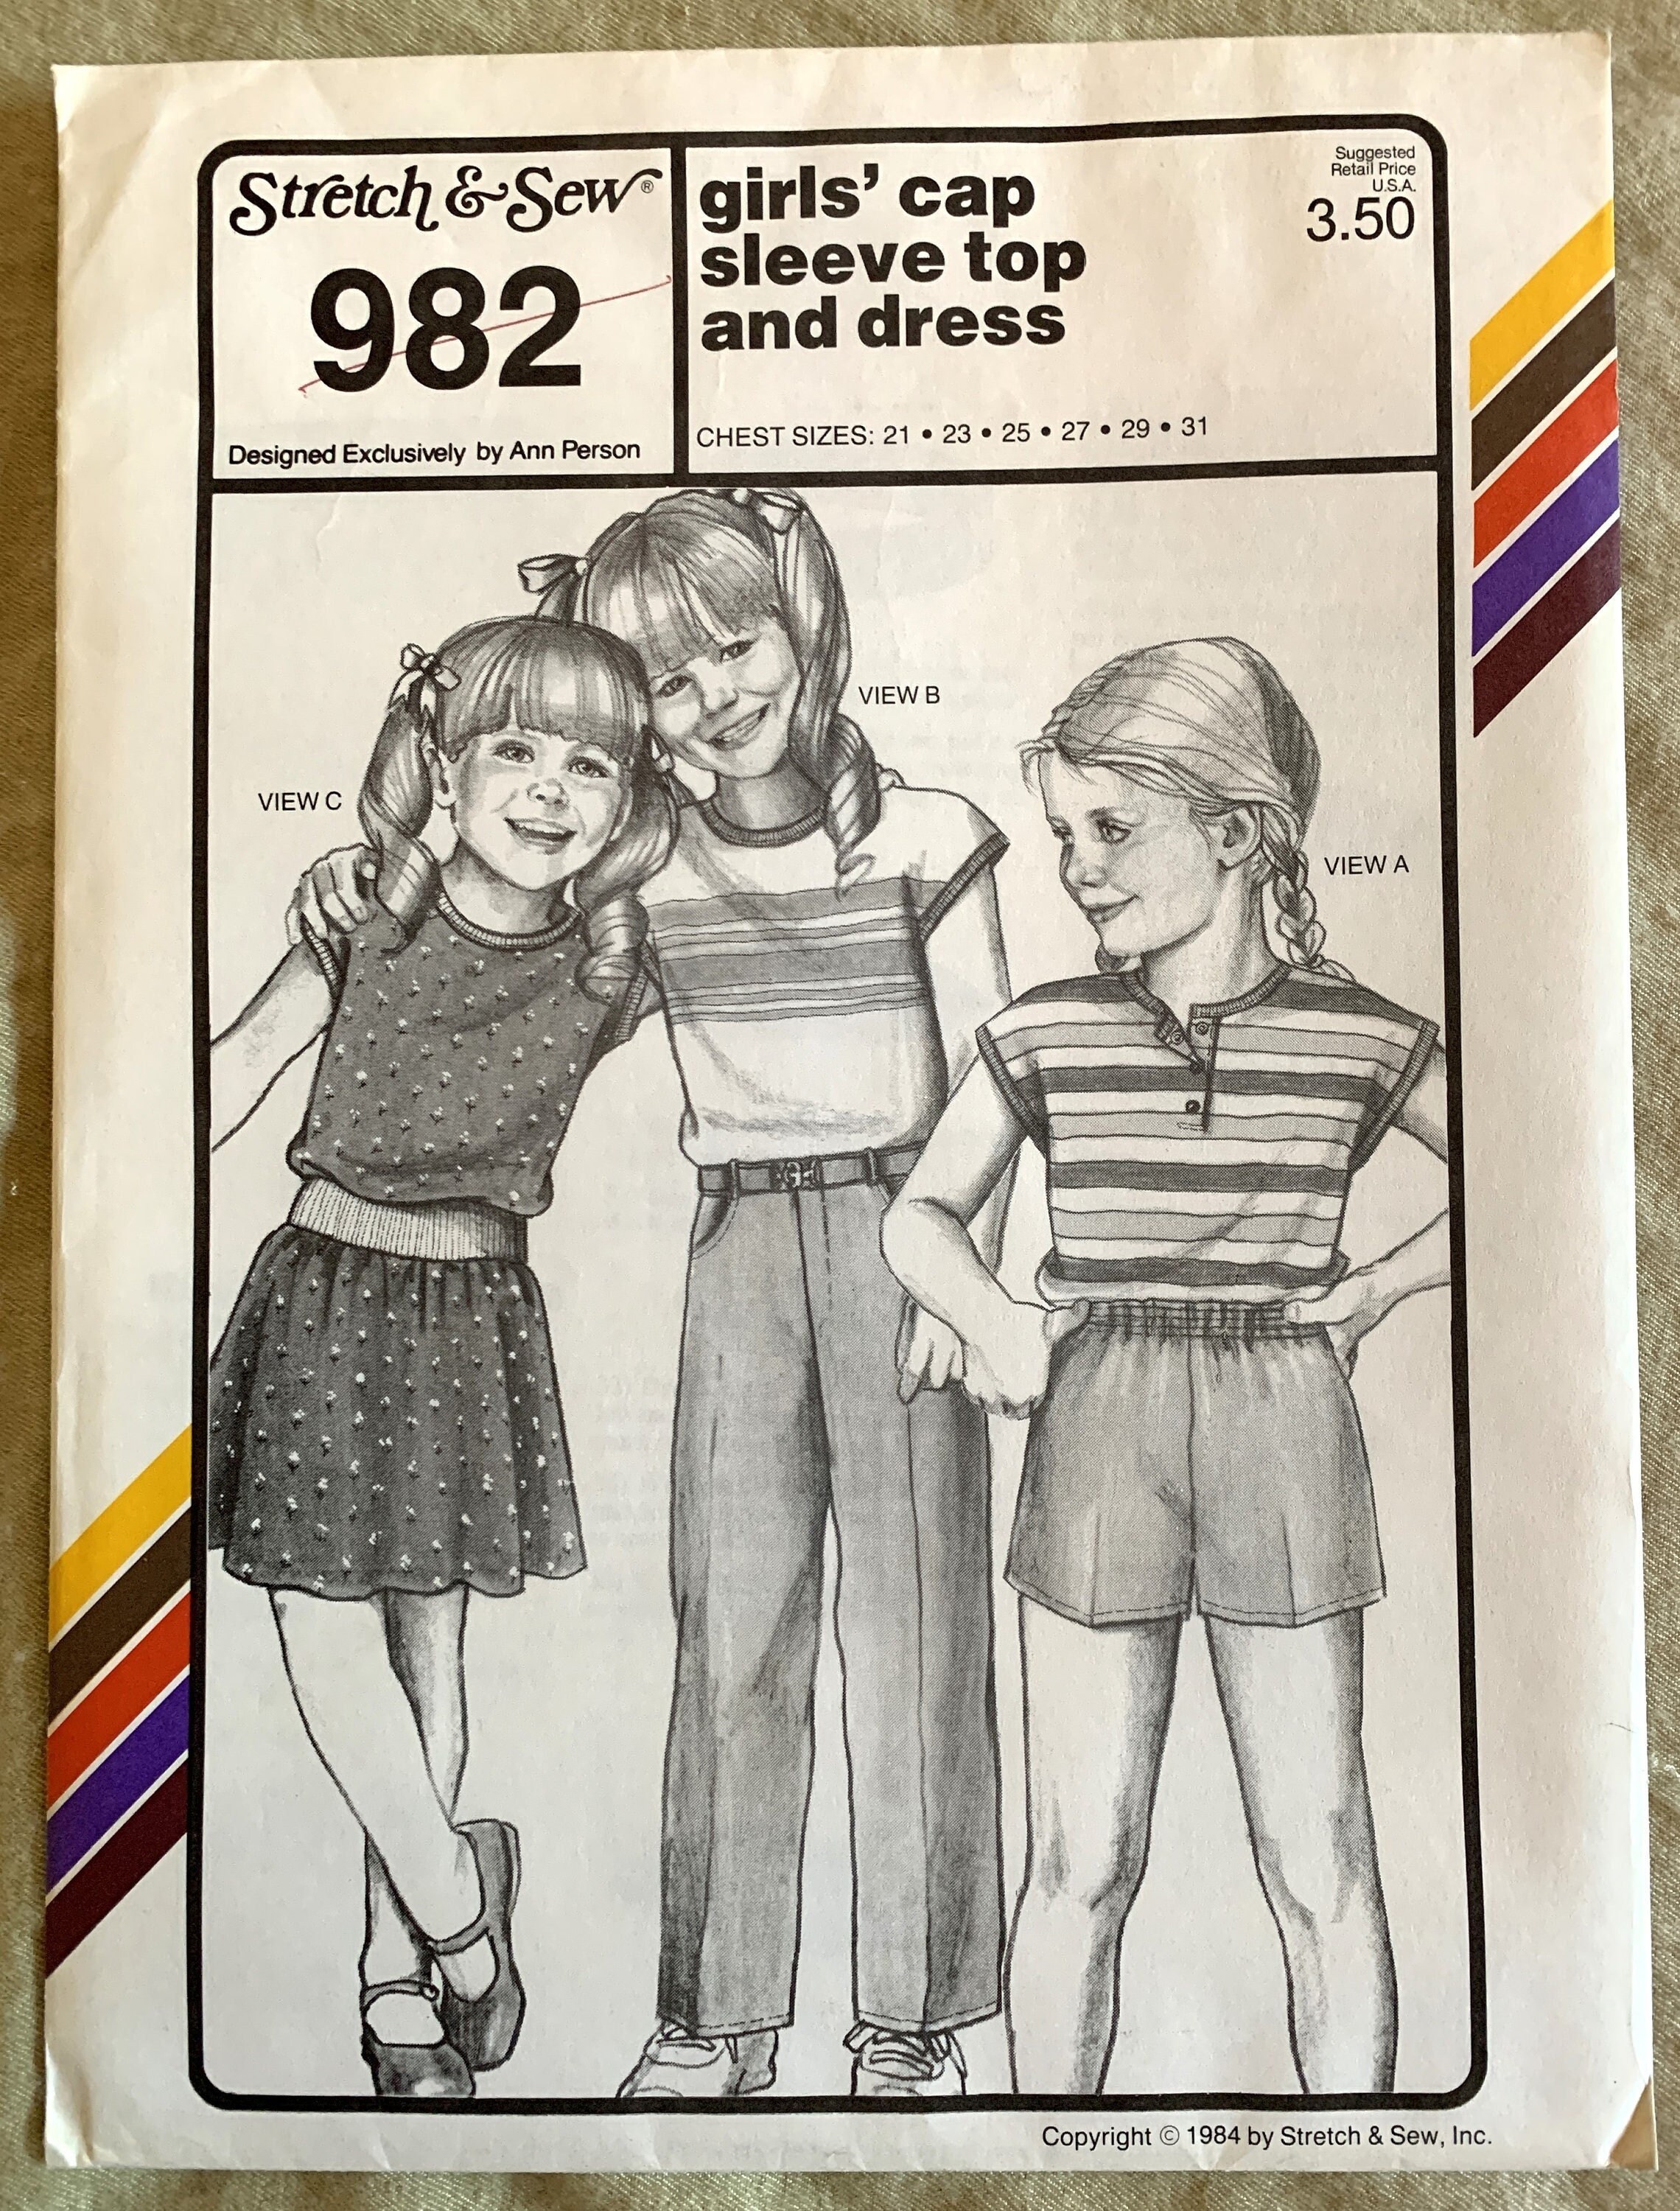 Stretch & Sew®
982
Designed Exclusively by Ann Person
girls' cap
sleeve top
and dress
CHEST SIZES: 21 • 23 • 25 • 27 • 29 • 31
Suggested
Retail Price
U.S.A.
3.50
VIEW B
VIEW C
VIEW A
Copyright © 1984 by Stretch & Sew, Inc.